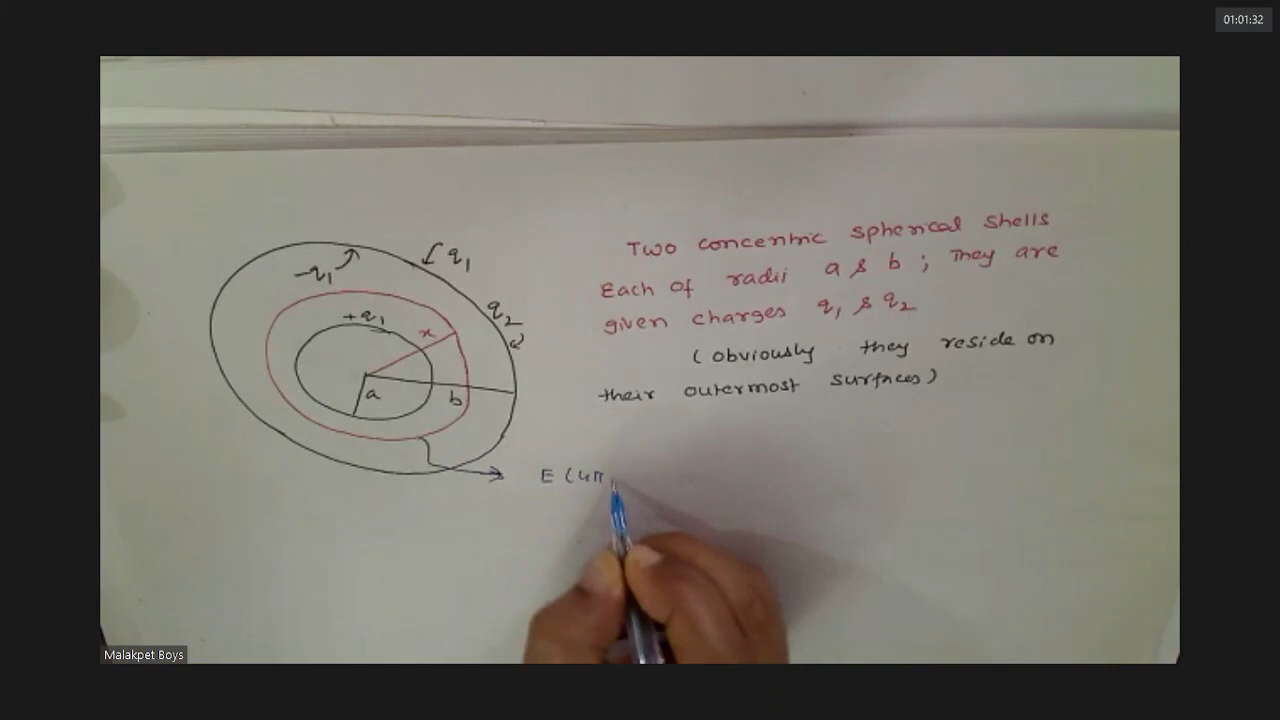 01:01:32
Two concentric spherical shells
Each of radii a & b ; They are
given charges q₁ & q₂
(obviously they reside on
their outermost surfaces)
-q₁
q₁
q₂
+q₁
x
a
b
E (4π
Malakpet Boys